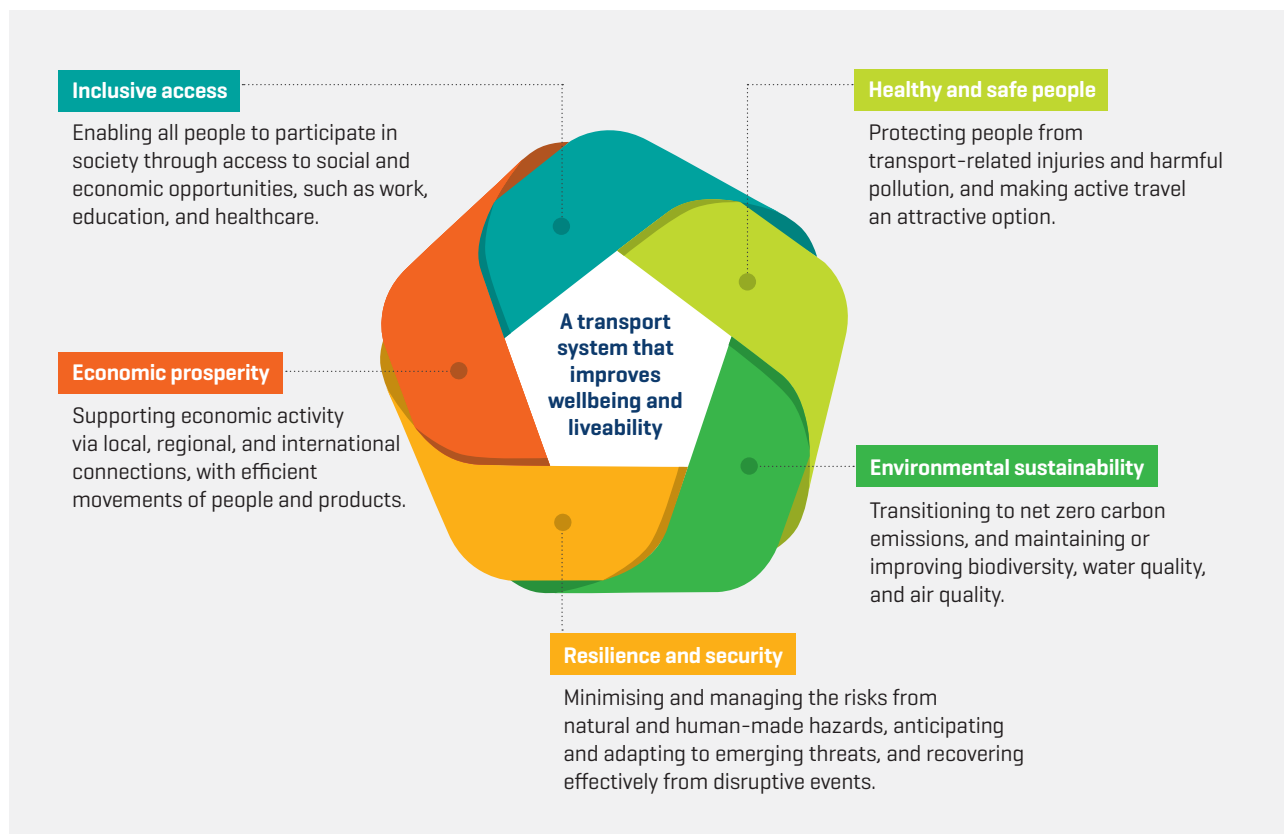 Inclusive access
Enabling all people to participate in
society through access to social and
economic opportunities, such as work,
education, and healthcare.
Healthy and safe people
Protecting people from
transport-related injuries and harmful
pollution, and making active travel
an attractive option.
A transport
system that
improves
wellbeing and
liveability
Economic prosperity
Supporting economic activity
via local, regional, and international
connections, with efficient
movements of people and products.
Environmental sustainability
Transitioning to net zero carbon
emissions, and maintaining or
improving biodiversity, water quality,
and air quality.
Resilience and security
Minimising and managing the risks from
natural and human-made hazards, anticipating
and adapting to emerging threats, and recovering
effectively from disruptive events.